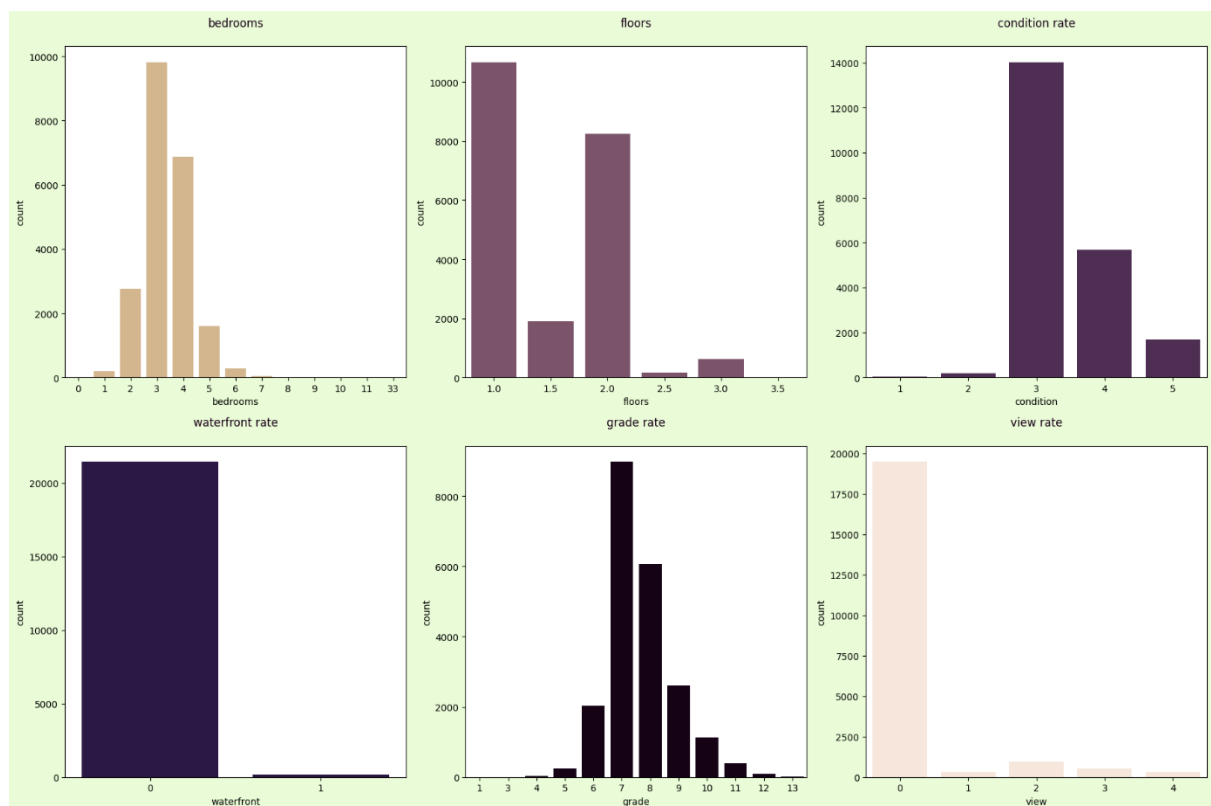 bedrooms
10000
8000
6000
4000
2000
0
count
0 1 2 3 4 5 6 7 8 9 10 11 33
bedrooms
floors
10000
8000
6000
4000
2000
0
count
1.0 1.5 2.0 2.5 3.0 3.5
floors
condition rate
14000
12000
10000
8000
6000
4000
2000
0
count
1 2 3 4 5
condition
waterfront rate
20000
15000
10000
5000
0
count
0 1
waterfront
grade rate
8000
6000
4000
2000
0
count
1 3 4 5 6 7 8 9 10 11 12 13
grade
view rate
20000
17500
15000
12500
10000
7500
5000
2500
0
count
0 1 2 3 4
view